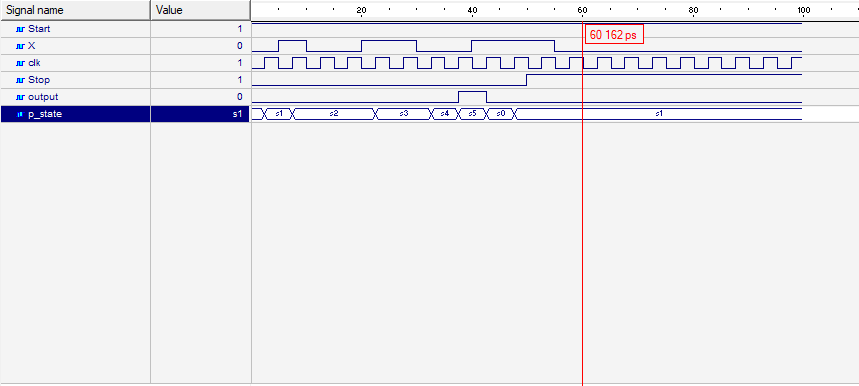 Signal name Value 20 40 60 80 100
Start 1
60 162 ps
X 0
clk 1
Stop 1
output 0
p_state s1 s1 s2 s3 s4 s5 s0 s1